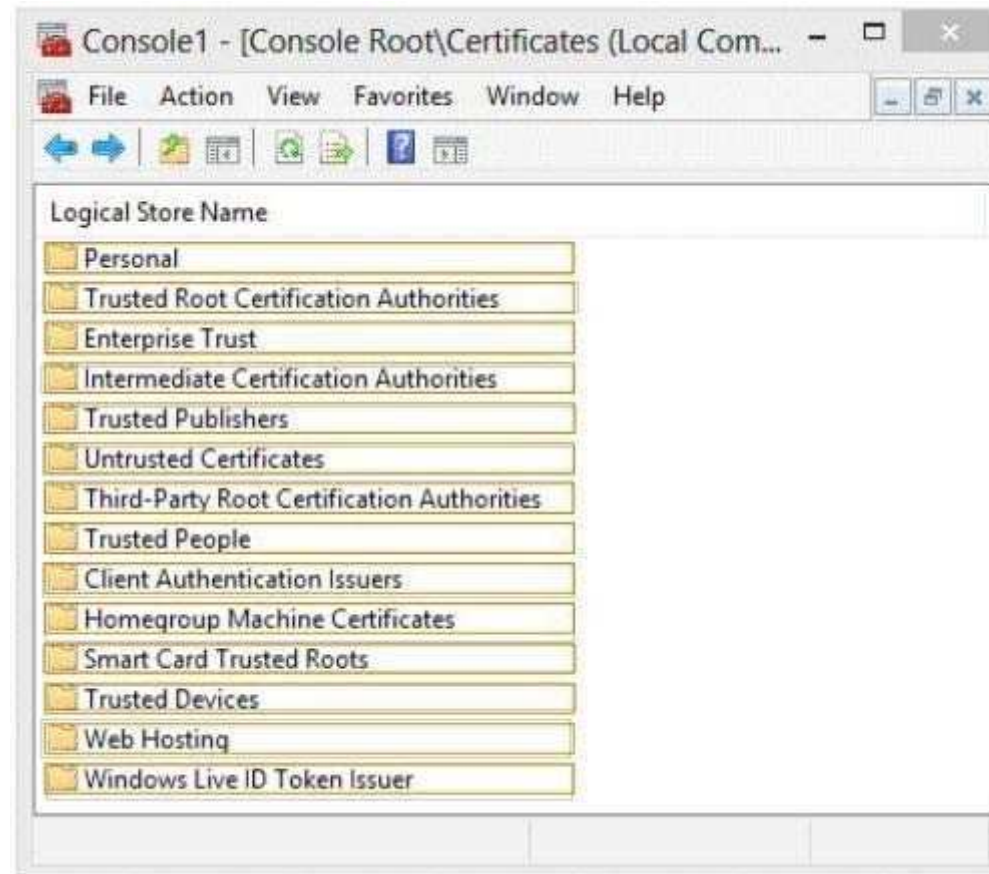 Console1 - [Console Root\Certificates (Local Com...
File Action View Favorites Window Help
Logical Store Name
Personal
Trusted Root Certification Authorities
Enterprise Trust
Intermediate Certification Authorities
Trusted Publishers
Untrusted Certificates
Third-Party Root Certification Authorities
Trusted People
Client Authentication Issuers
Homegroup Machine Certificates
Smart Card Trusted Roots
Trusted Devices
Web Hosting
Windows Live ID Token Issuer